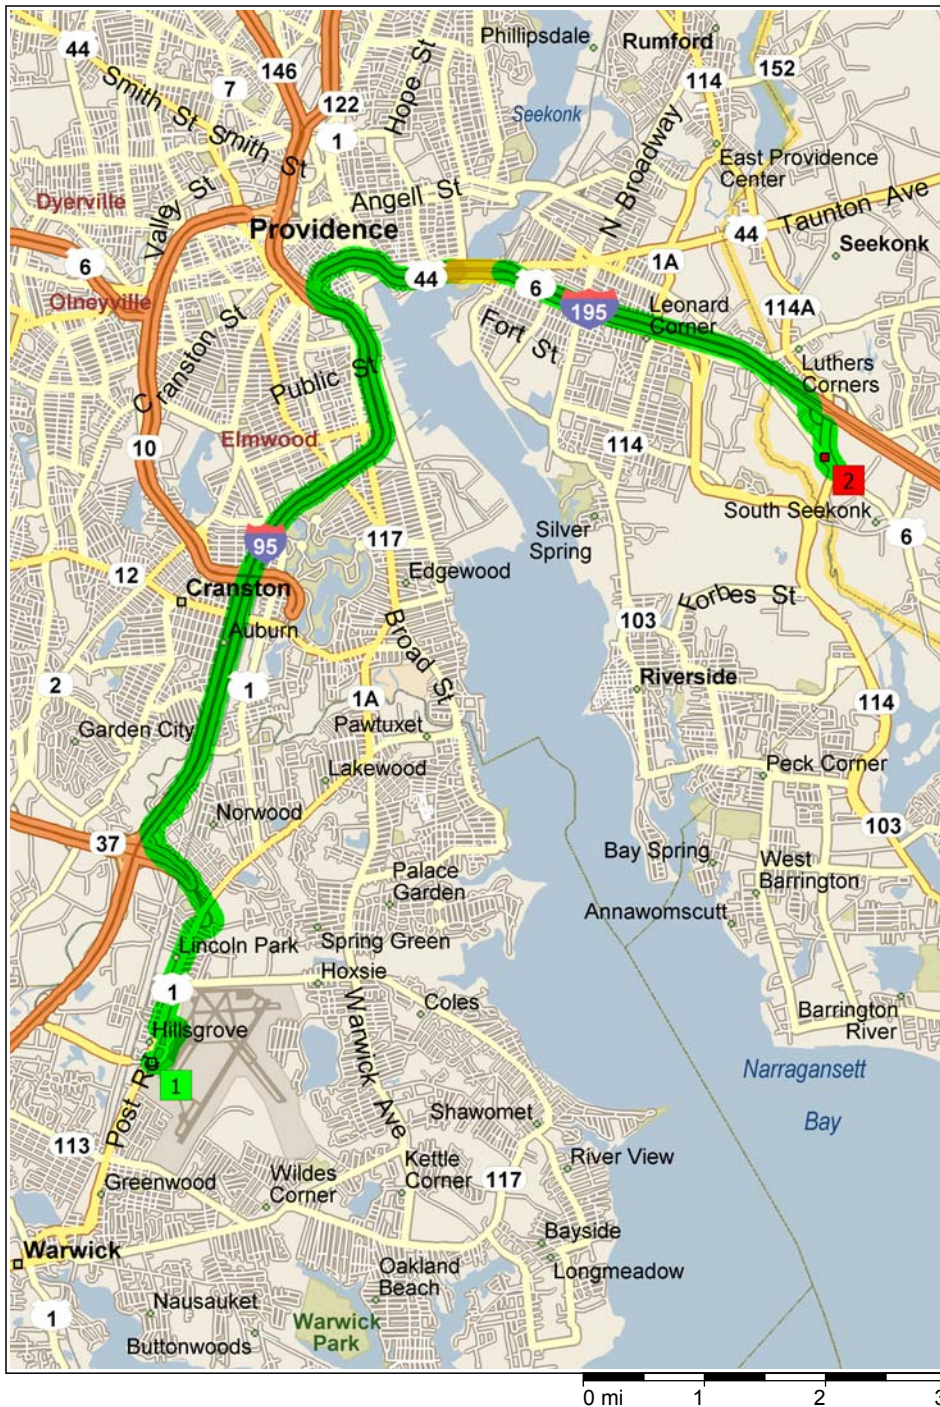 Phillipsdale
Rumford
44
146
7
122
1
114
152
Smith St
Smith St
Hope St
Seekonk
N Broadway
East Providence
Center
Dyerville
Valley St
Angell St
Taunton Ave
Providence
44
Seekonk
6
1A
Olneyville
44
6
195
Leonard
Corner
114A
Cranston St
Fort St
Luthers
Corners
Public St
Elmwood
10
114
2
South Seekonk
Silver
Spring
6
95
117
12
Edgewood
Cranston
Forbes St
Auburn
Broad St
103
2
1
1A
Riverside
114
Garden City
Pawtuxet
Lakewood
Peck Corner
Norwood
37
103
Bay Spring
West
Barrington
Palace
Garden
Annawomscutt
Lincoln Park
Spring Green
Hoxsie
1
Coles
Barrington
River
Hillsgrove
Warwick Ave
1
Post Rd
Narragansett
Bay
Shawomet
113
Wildes
Corner
Kettle
Corner
117
River View
Greenwood
Bayside
Warwick
Oakland
Beach
Longmeadow
Nausauket
1
Warwick
Park
Buttonwoods
0 mi 1 2 3